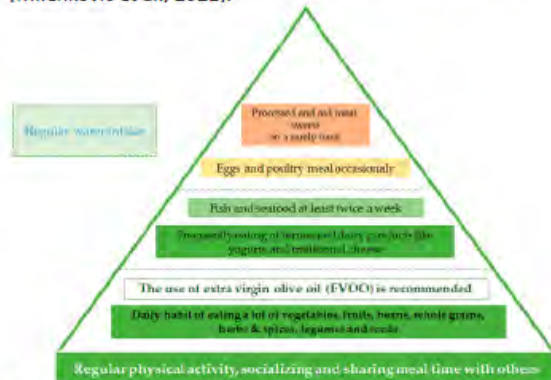 Regular water intake
Processed and red meat
sweets
on a rarely basis
Eggs and poultry meal occasionaly
Fish and seafood at least twice a week
Frequently eating of fermented dairy products like
yogurts and traditional cheese
The use of extra virgin olive oil (EVOO) is recommended
Daily habit of eating a lot of vegetables, fruits, beans, whole grains,
herbs & spices, legumes and seeds
Regular physical activity, socializing and sharing meal time with others